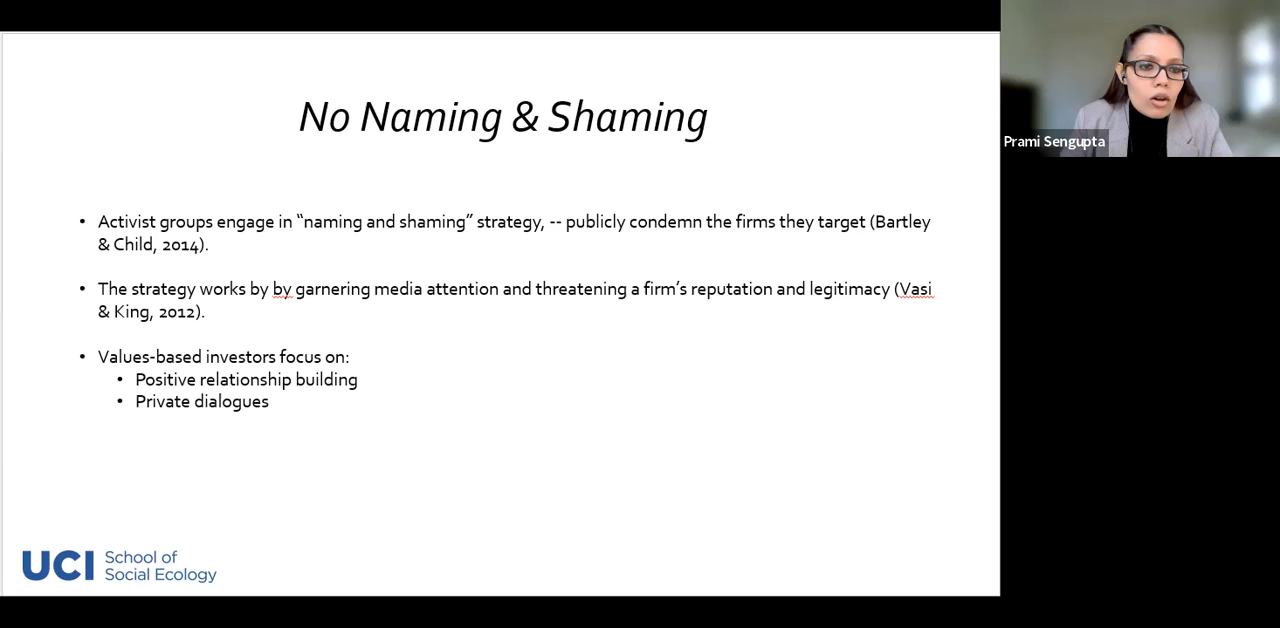 No Naming & Shaming
• Activist groups engage in “naming and shaming” strategy, -- publicly condemn the firms they target (Bartley
& Child, 2014).
• The strategy works by by garnering media attention and threatening a firm’s reputation and legitimacy (Vasi
& King, 2012).
• Values-based investors focus on:
• Positive relationship building
• Private dialogues
UCI School of
Social Ecology
Prami Sengupta